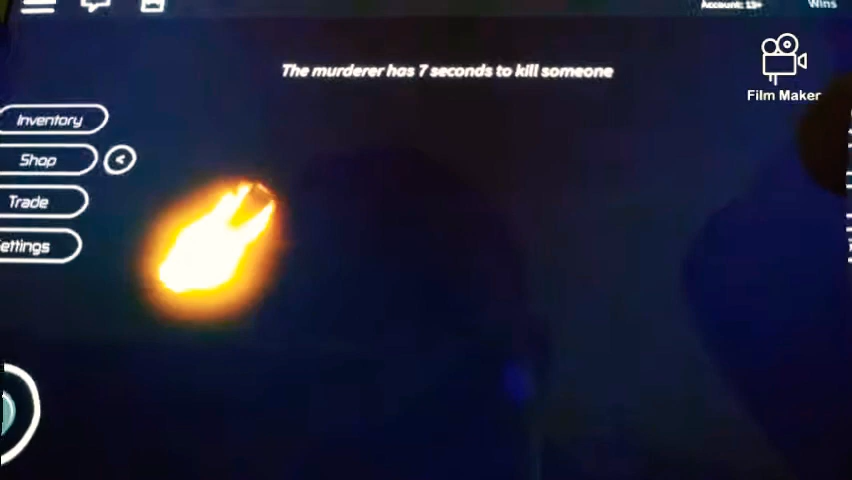 Account: 13+
Wins
The murderer has 7 seconds to kill someone
Film Maker
Inventory
Shop
<
Trade
ettings